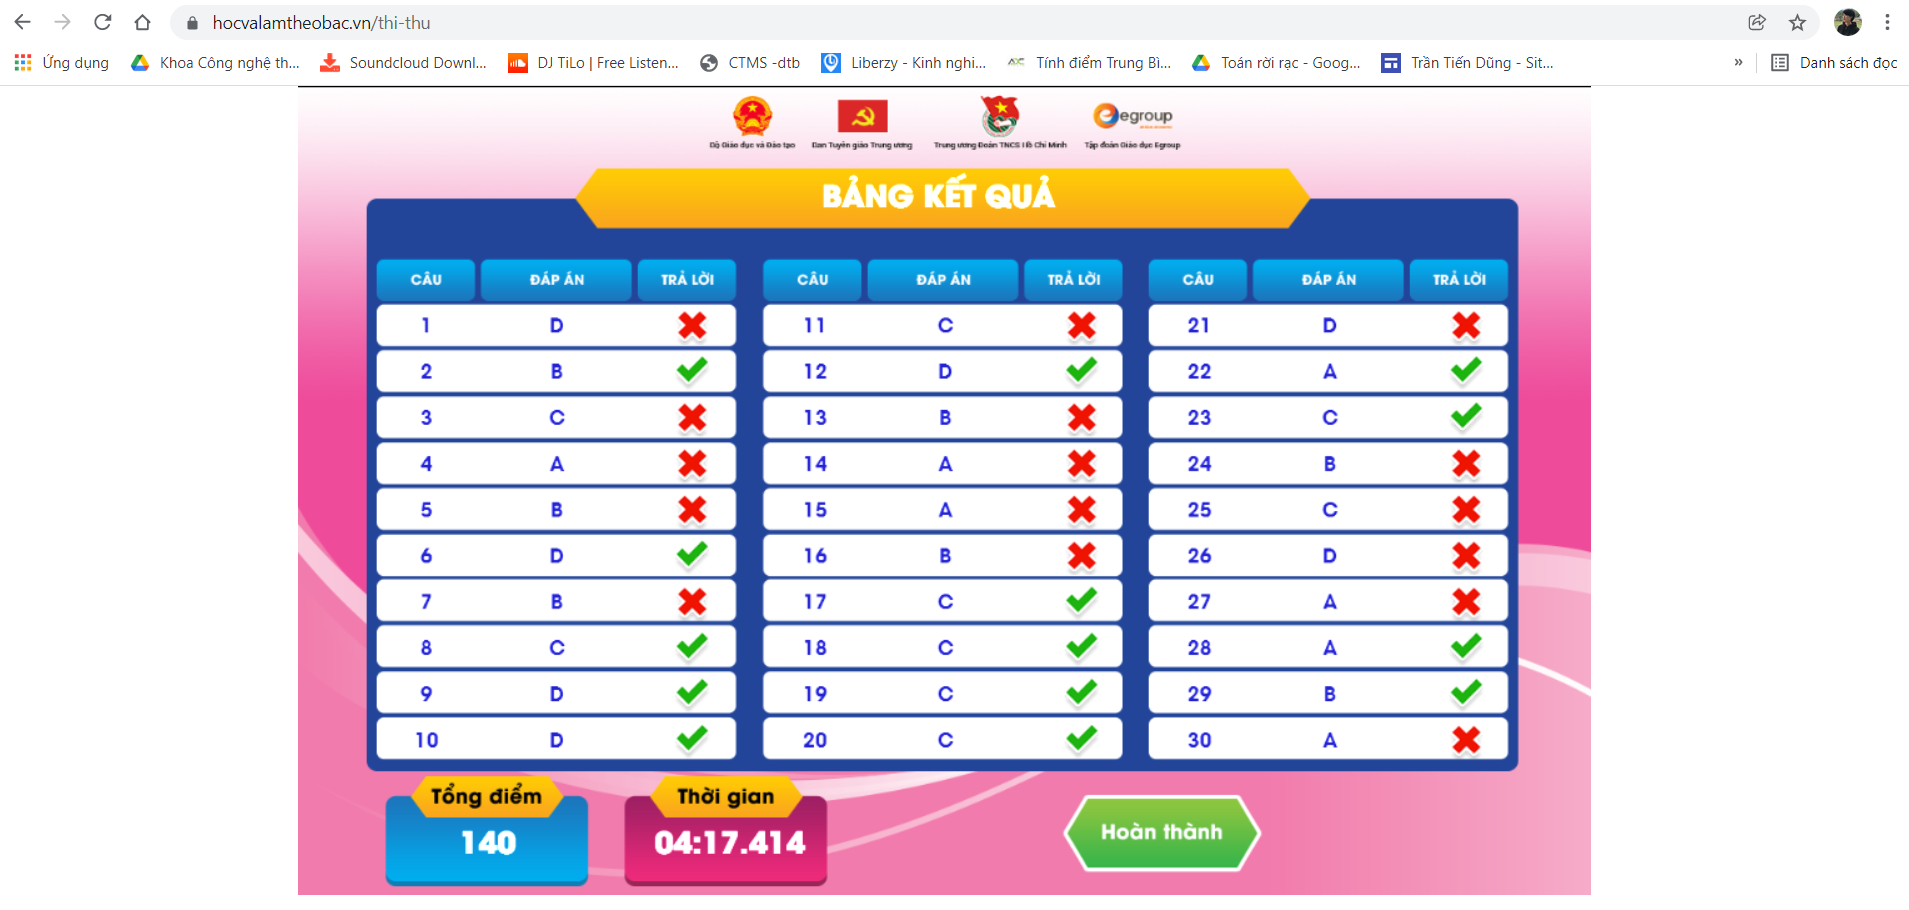 hocvalamtheobac.vn/thi-thu
Ứng dụng
Khoa Công nghệ th...
Soundcloud Downl...
DJ TiLo | Free Listen...
CTMS -dtb
Liberzy - Kinh nghi...
Tính điểm Trung Bì...
Toán rời rạc - Goog...
Trần Tiến Dũng - Sit...
»
Danh sách đọc
egroup
Bộ Giáo dục và Đào tạo
Ban Tuyên giáo Trung ương
Trung ương Đoàn TNCS Hồ Chí Minh
Tập đoàn Giáo dục Egroup
BẢNG KẾT QUẢ
CÂU ĐÁP ÁN TRẢ LỜI
1 D
2 B
3 C
4 A
5 B
6 D
7 B
8 C
9 D
10 D
CÂU ĐÁP ÁN TRẢ LỜI
11 C
12 D
13 B
14 A
15 A
16 B
17 C
18 C
19 C
20 C
CÂU ĐÁP ÁN TRẢ LỜI
21 D
22 A
23 C
24 B
25 C
26 D
27 A
28 A
29 B
30 A
Tổng điểm
140
Thời gian
04:17.414
Hoàn thành